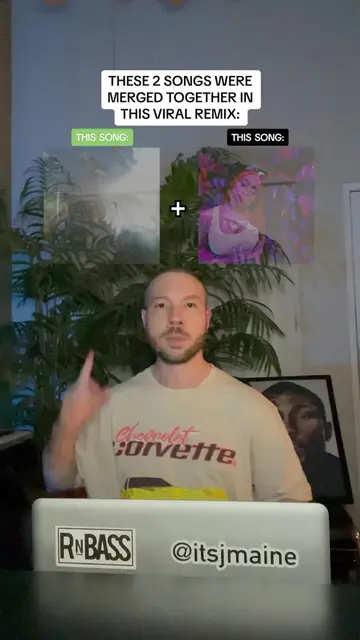 THESE 2 SONGS WERE
MERGED TOGETHER IN
THIS VIRAL REMIX:
THIS SONG:
THIS SONG:
+
Chevrolet
corvette
RNBASS
@itsjmaine